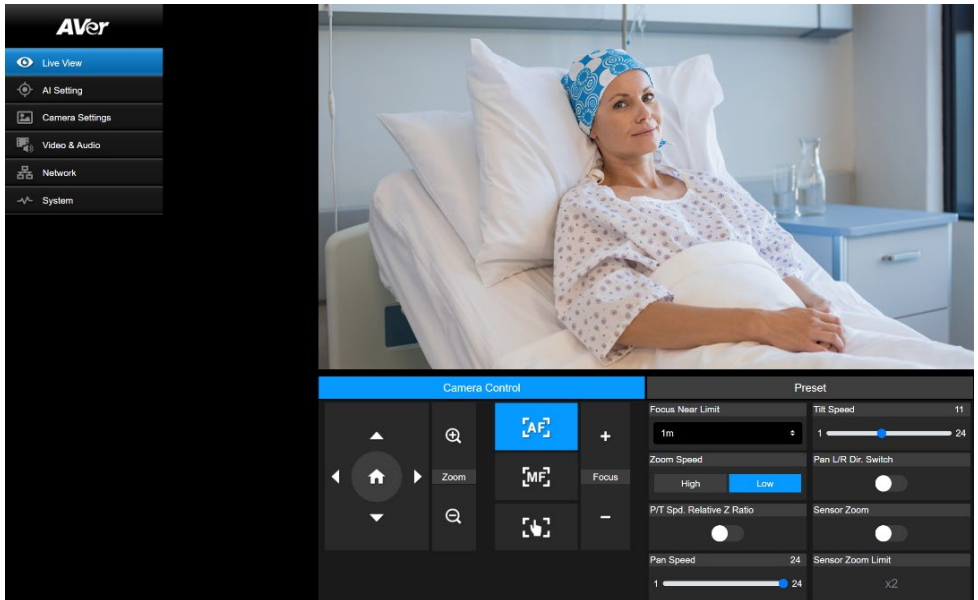 AVer
Live View
AI Setting
Camera Settings
Video & Audio
Network
System
Camera Control
Preset
Zoom
AF
MF
+
Focus
−
Focus Near Limit
1m
Tilt Speed 11
1 24
Zoom Speed
High Low
Pan L/R Dir. Switch
P/T Spd. Relative Z Ratio
Sensor Zoom
Pan Speed 24
1 24
Sensor Zoom Limit
x2